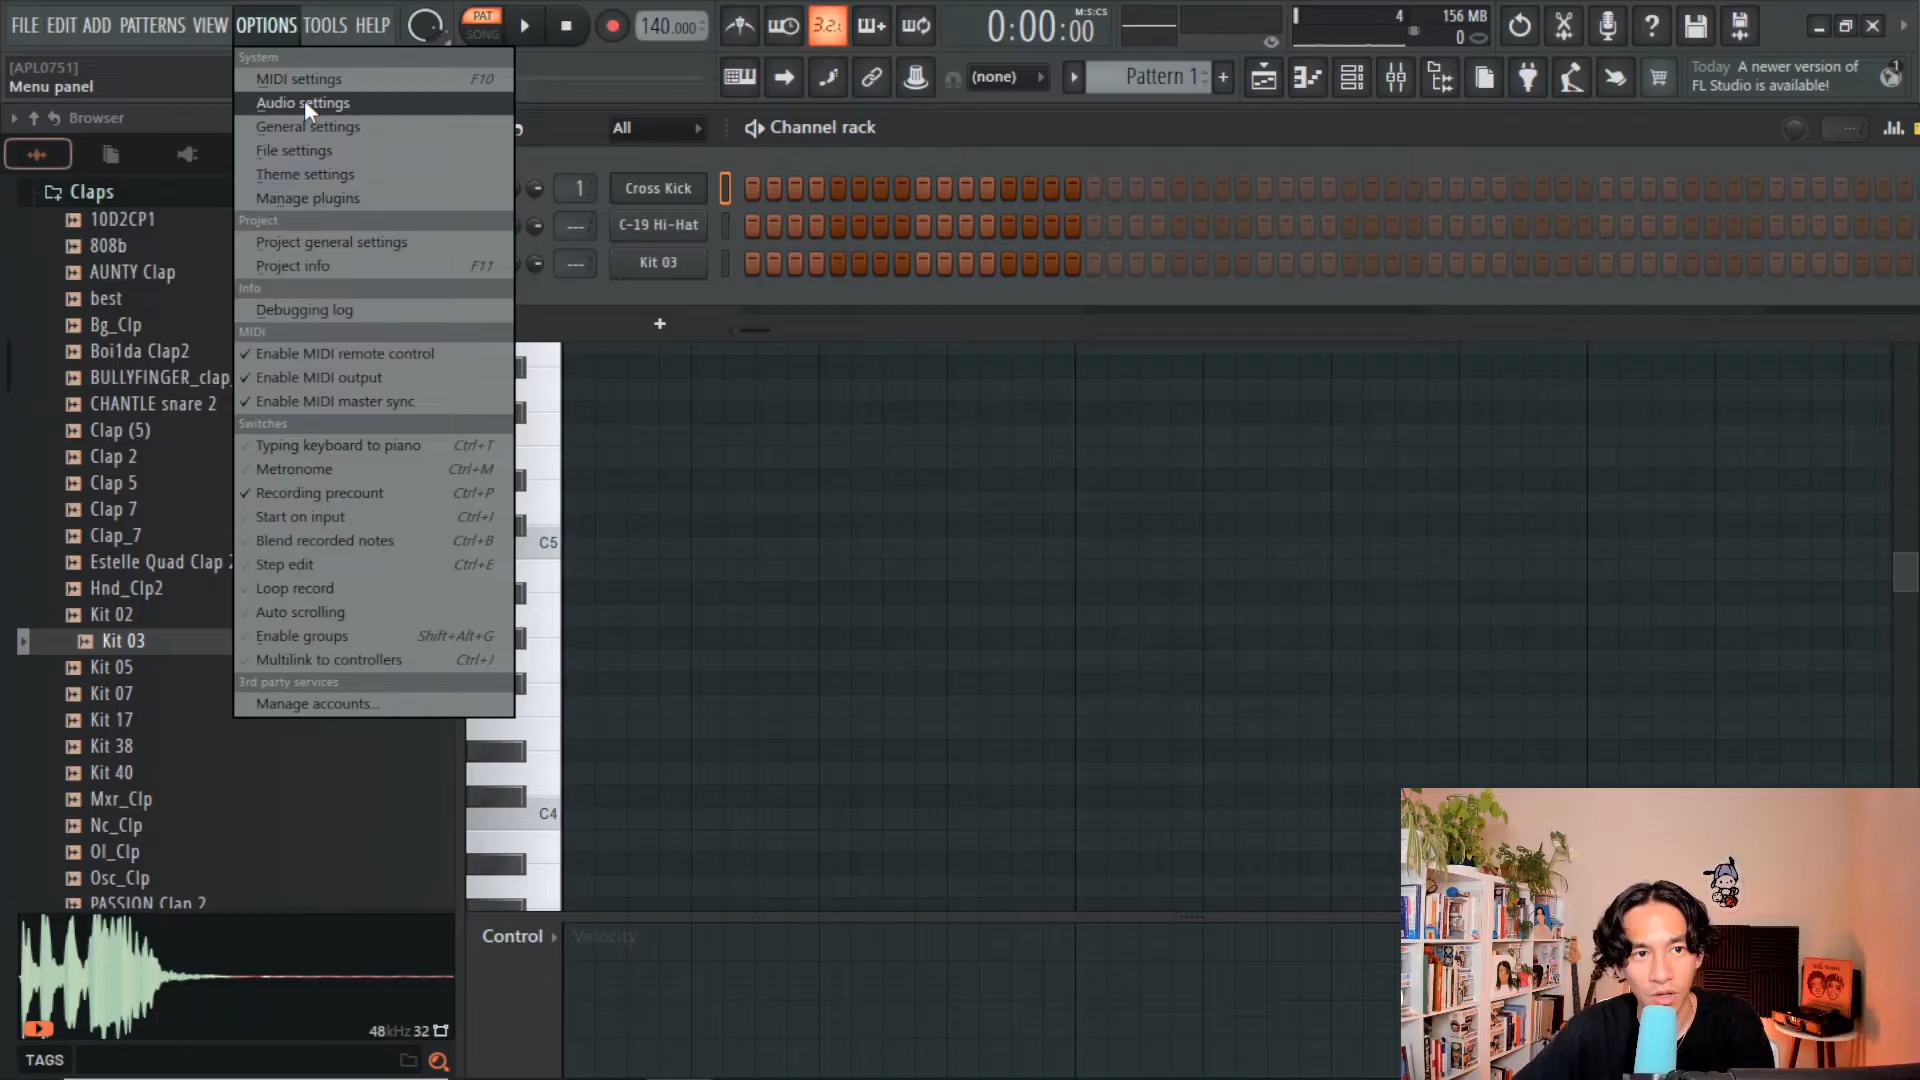 FILE EDIT ADD PATTERNS VIEW OPTIONS TOOLS HELP
PAT
SONG
140.000
3.2.1
0:00:00
M:S:CS
4
156 MB
0
[APL0751]
Menu panel
(none)
Pattern 1
Today A newer version of
FL Studio is available!
1
Browser
Claps
10D2CP1
808b
AUNTY Clap
best
Bg_Clp
Boi1da Clap2
BULLYFINGER_clap_
CHANTLE snare 2
Clap (5)
Clap 2
Clap 5
Clap 7
Clap_7
Estelle Quad Clap 2
Hnd_Clp2
Kit 02
Kit 03
Kit 05
Kit 07
Kit 17
Kit 38
Kit 40
Mxr_Clp
Nc_Clp
Ol_Clp
Osc_Clp
PASSION Clap 2
48kHz 32
TAGS
System
MIDI settings F10
Audio settings
General settings
File settings
Theme settings
Manage plugins
Project
Project general settings
Project info F11
Info
Debugging log
MIDI
Enable MIDI remote control
Enable MIDI output
Enable MIDI master sync
Switches
Typing keyboard to piano Ctrl+T
Metronome Ctrl+M
Recording precount Ctrl+P
Start on input Ctrl+I
Blend recorded notes Ctrl+B
Step edit Ctrl+E
Loop record
Auto scrolling
Enable groups Shift+Alt+G
Multilink to controllers Ctrl+J
3rd party services
Manage accounts...
All
Channel rack
1 Cross Kick
--- C-19 Hi-Hat
--- Kit 03
+
C5
C4
Control
Velocity